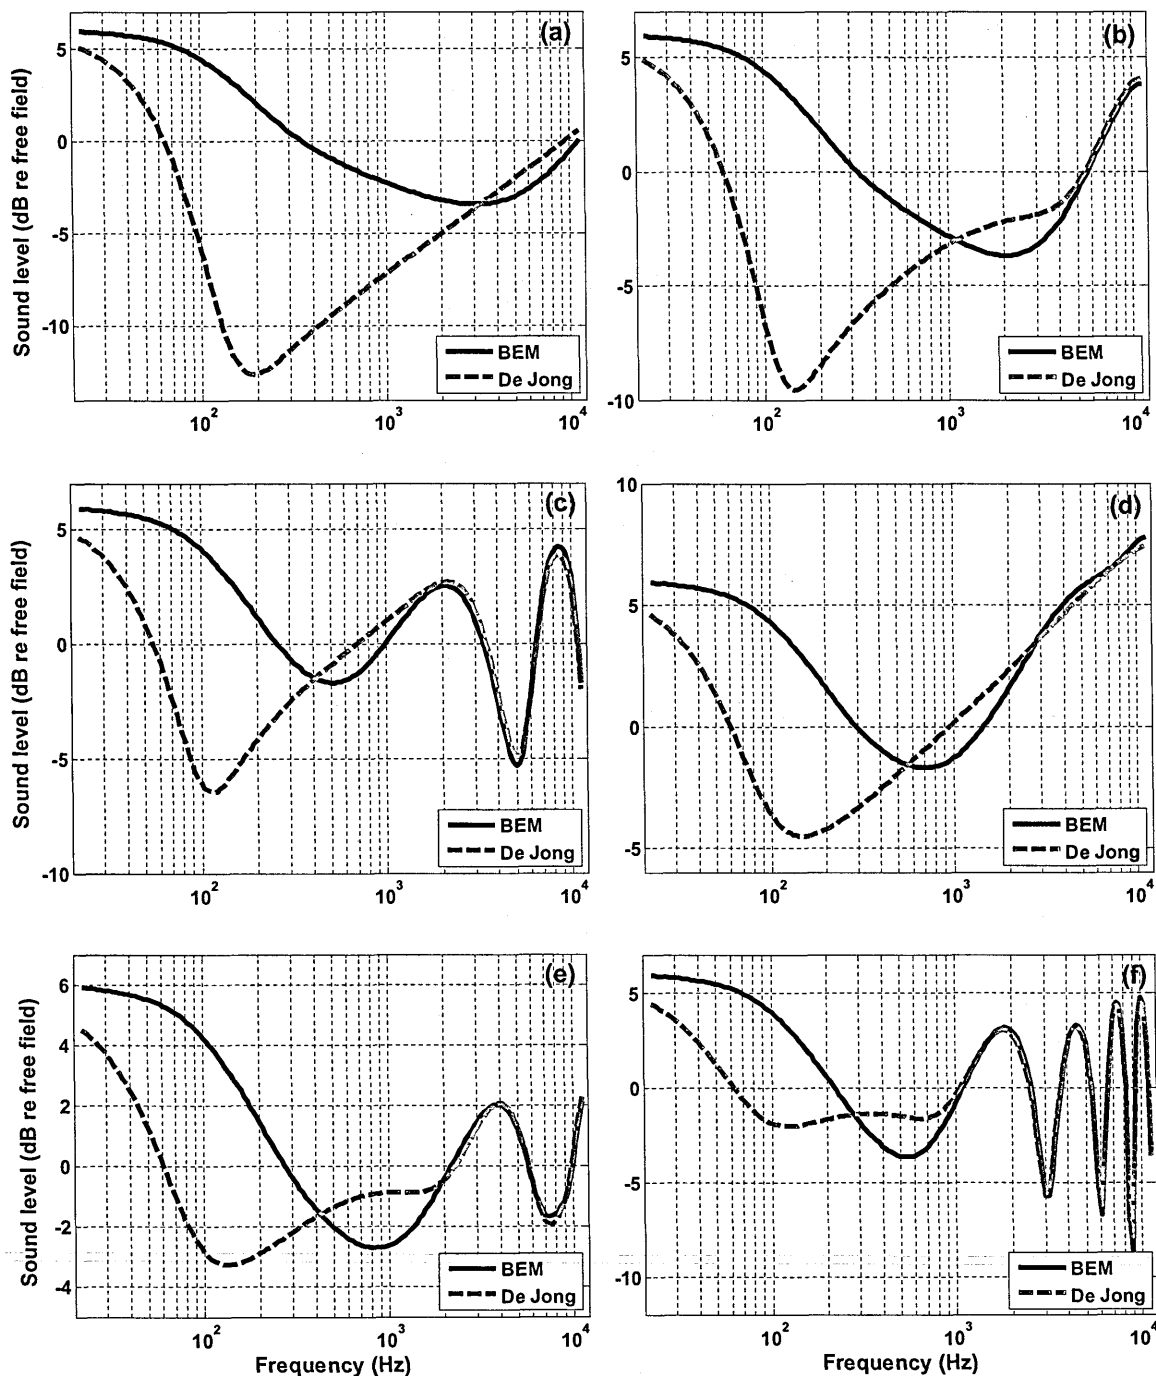 (a)
5
0
-5
-10
Sound level (dB re free field)
BEM
De Jong
10²
10³
10⁴
(b)
5
0
-5
-10
BEM
De Jong
10²
10³
10⁴
(c)
5
0
-5
-10
Sound level (dB re free field)
BEM
De Jong
10²
10³
10⁴
(d)
10
5
0
-5
BEM
De Jong
10²
10³
10⁴
(e)
6
4
2
0
-2
-4
Sound level (dB re free field)
BEM
De Jong
10²
10³
10⁴
Frequency (Hz)
(f)
5
0
-5
-10
BEM
De Jong
10²
10³
10⁴
Frequency (Hz)